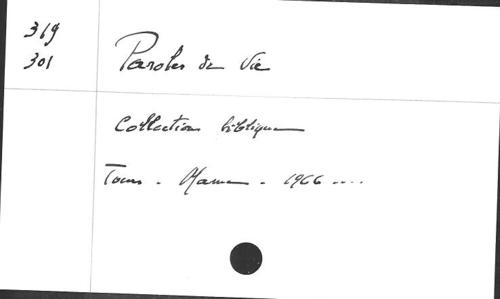 319
301
Paroles de Vie
Collection biblique
Tours - Mame - 1966 ....